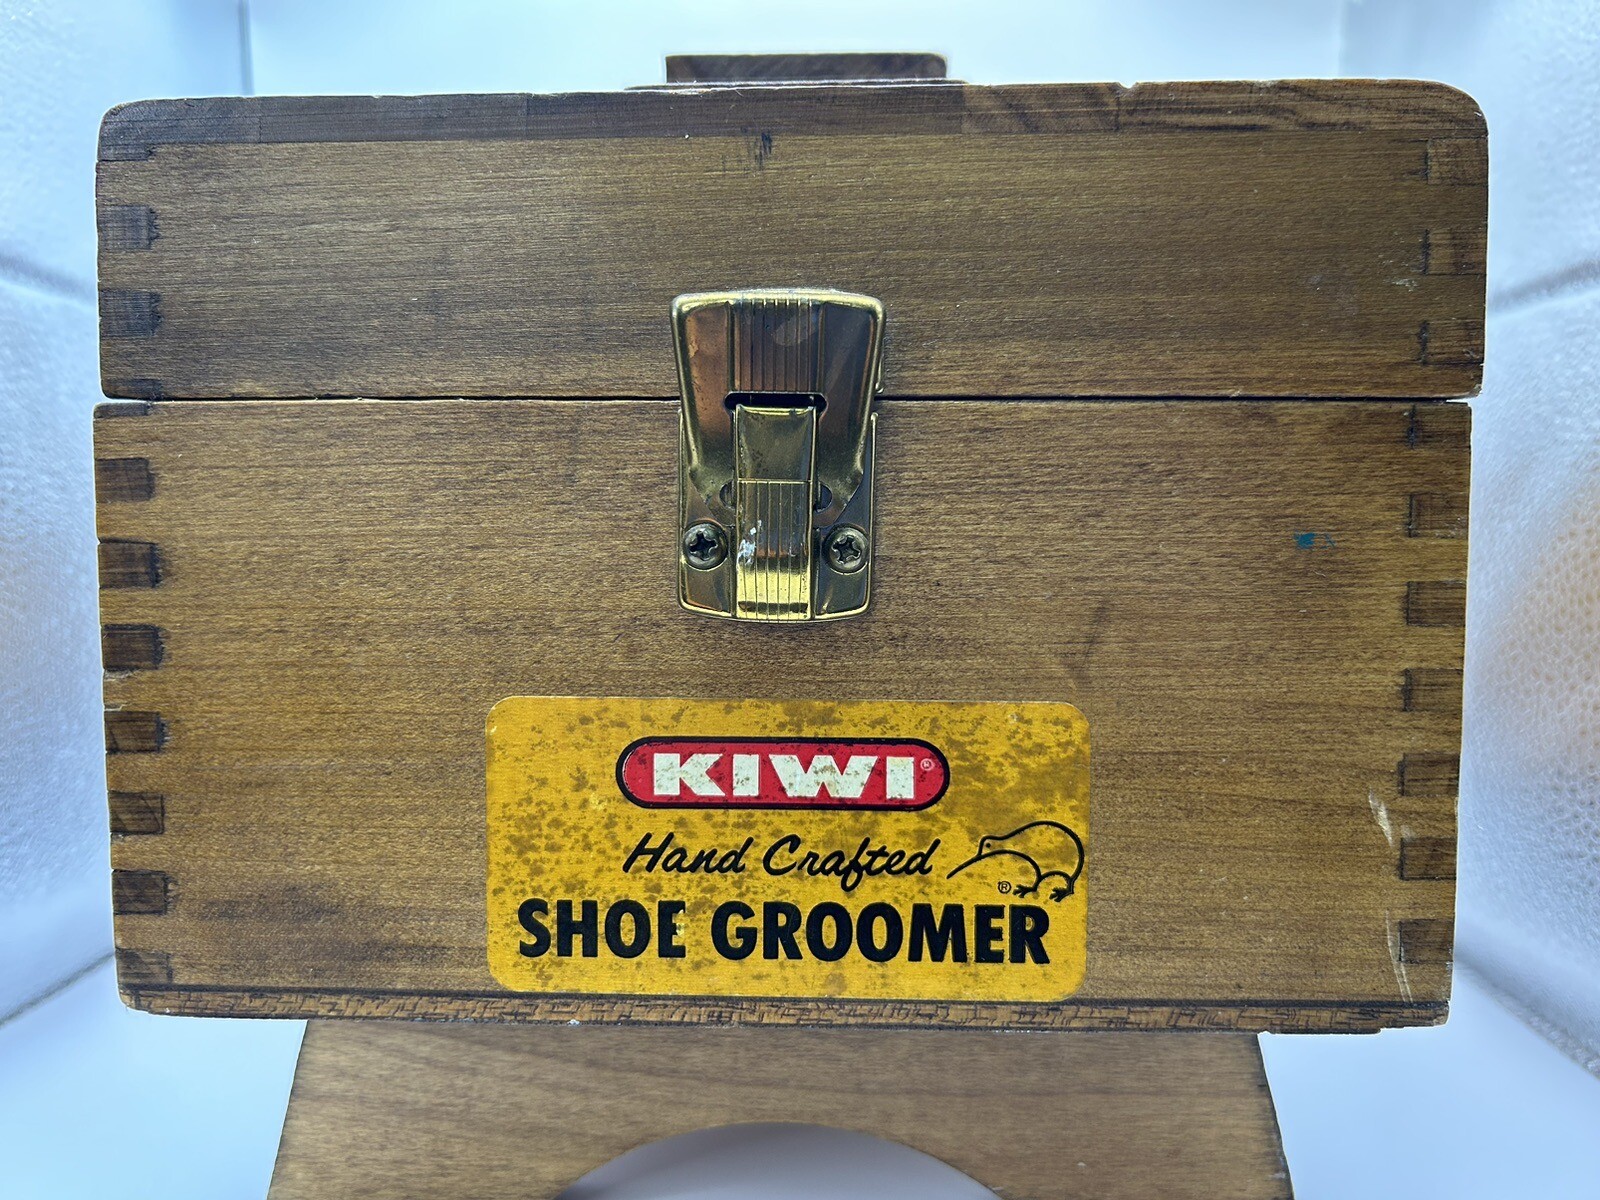 KIWI®
Hand Crafted
®
SHOE GROOMER